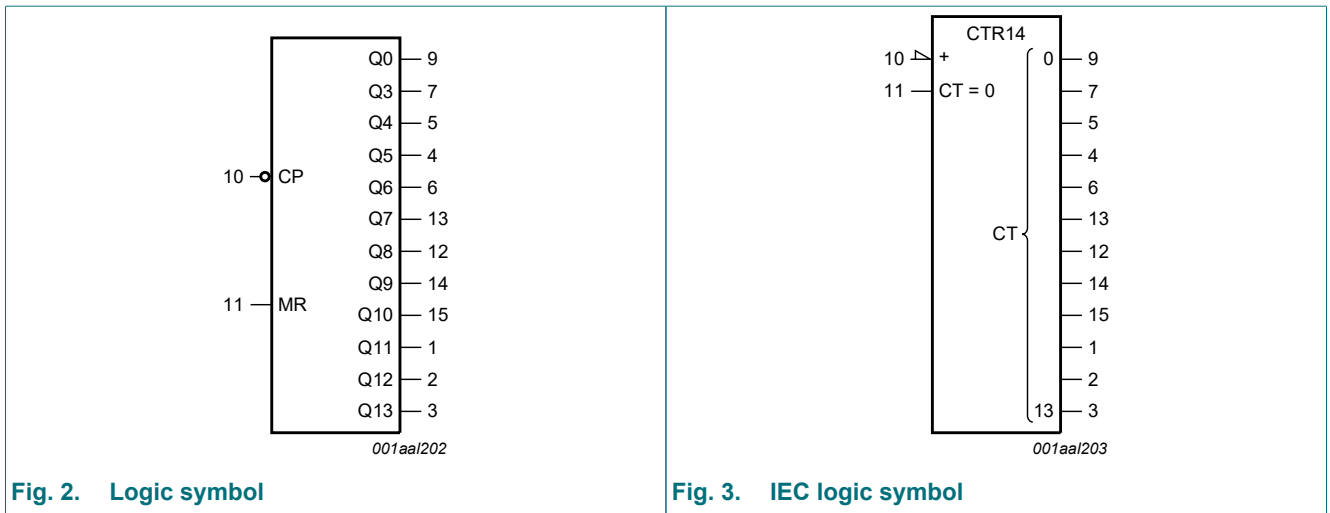 Q0 9
Q3 7
Q4 5
Q5 4
10 CP Q6 6
Q7 13
Q8 12
Q9 14
11 MR Q10 15
Q11 1
Q12 2
Q13 3
001aal202
Fig. 2. Logic symbol
CTR14
10 + 0 9
11 CT = 0 7
5
4
6
13
CT 12
14
15
1
2
13 3
001aal203
Fig. 3. IEC logic symbol